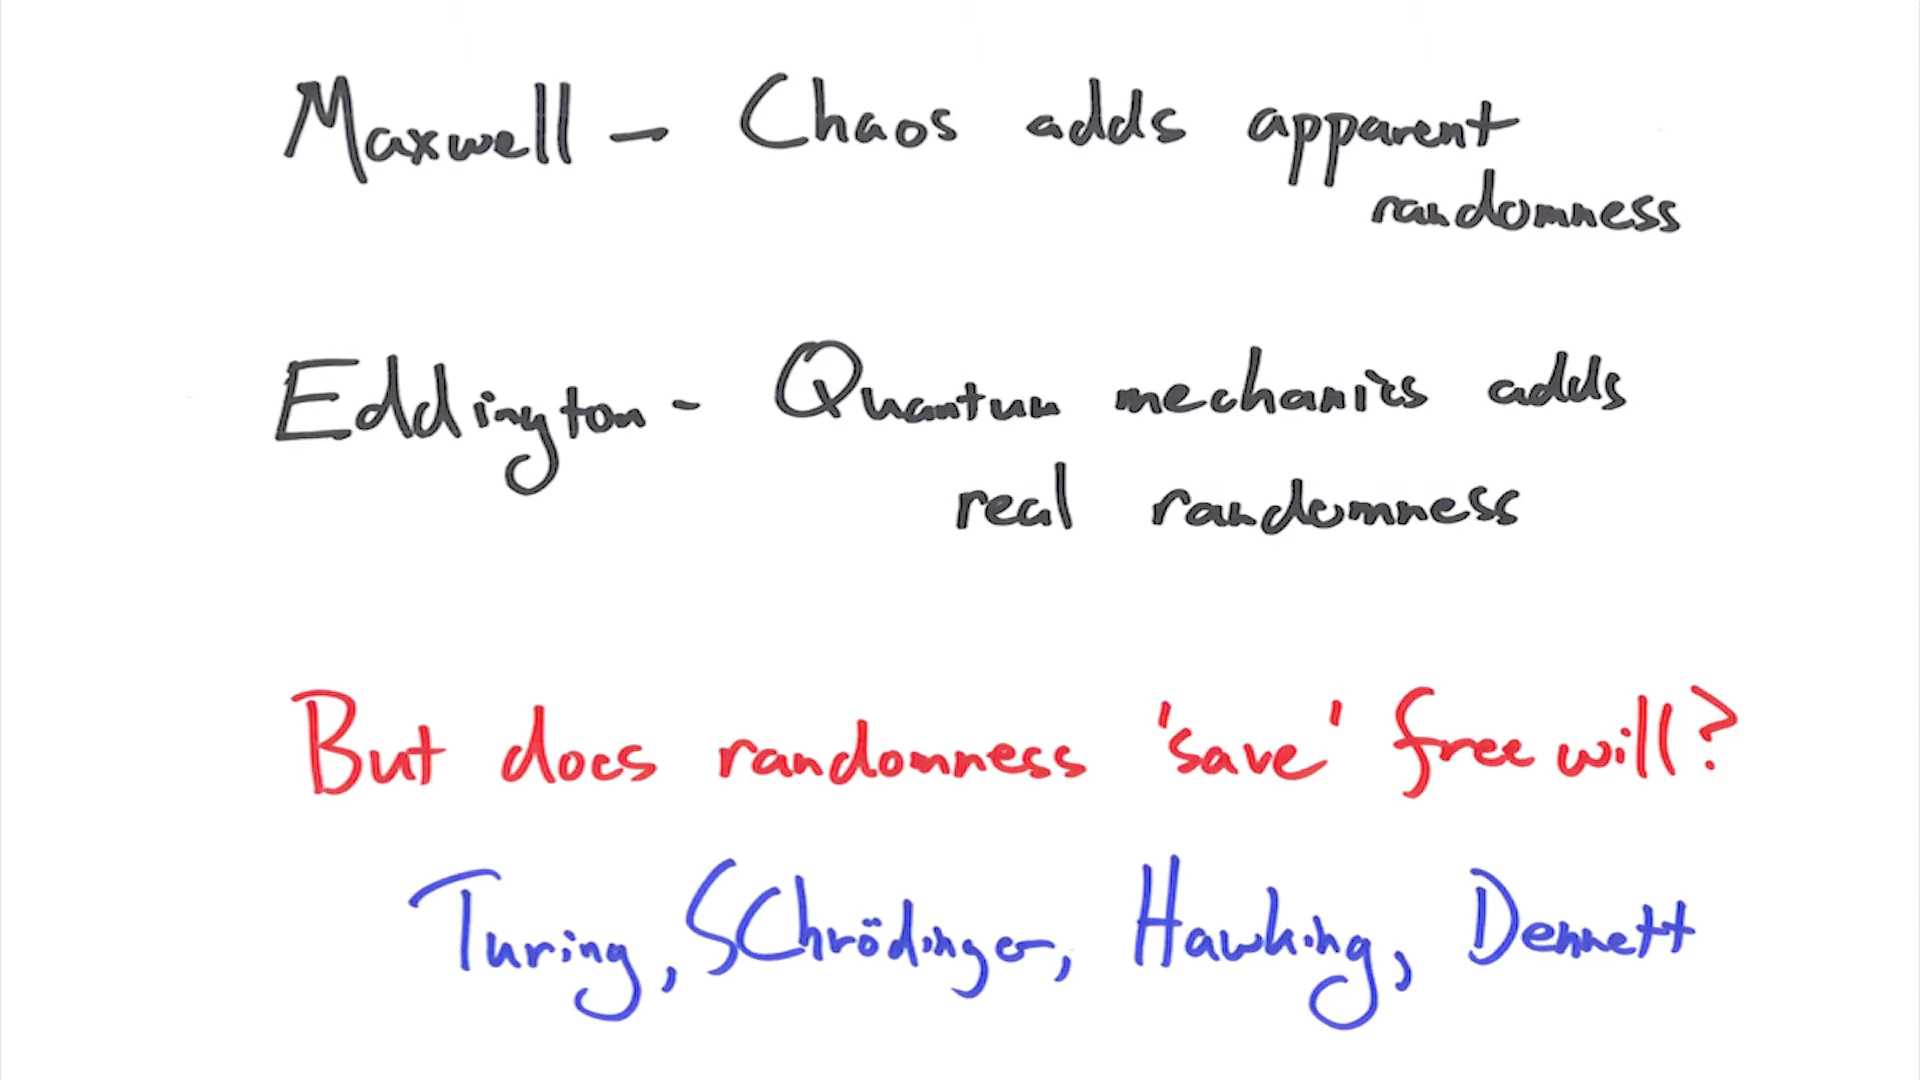 Maxwell – Chaos adds apparent
randomness
Eddington - Quantum mechanics adds
real randomness
But does randomness 'save' free will?
Turing, Schrödinger, Hawking, Dennett